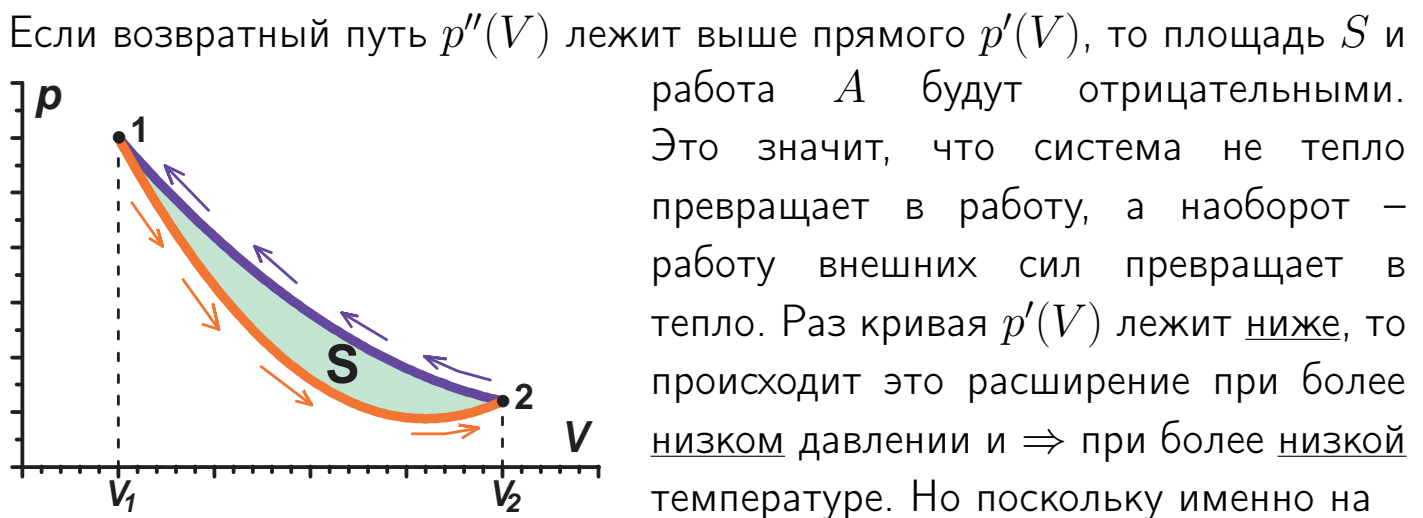 Если возвратный путь p′′(V) лежит выше прямого p′(V), то площадь S и
работа A будут отрицательными.
Это значит, что система не тепло
превращает в работу, а наоборот –
работу внешних сил превращает в
тепло. Раз кривая p′(V) лежит ниже, то
происходит это расширение при более
низком давлении и ⇒ при более низкой
температуре. Но поскольку именно на
p
1
S
2
V
V₁
V₂